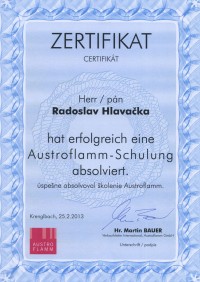 ZERTIFIKAT
CERTIFIKÁT
Herr / pán
Radoslav Hlavačka
hat erfolgreich eine
Austroflamm-Schulung
absolviert.
úspešne absolvoval školenie Austroflamm.
Krenglbach, 25.2.2013
Hr. Martin BAUER
Unterschrift / podpis
AUSTRO
FLAMM